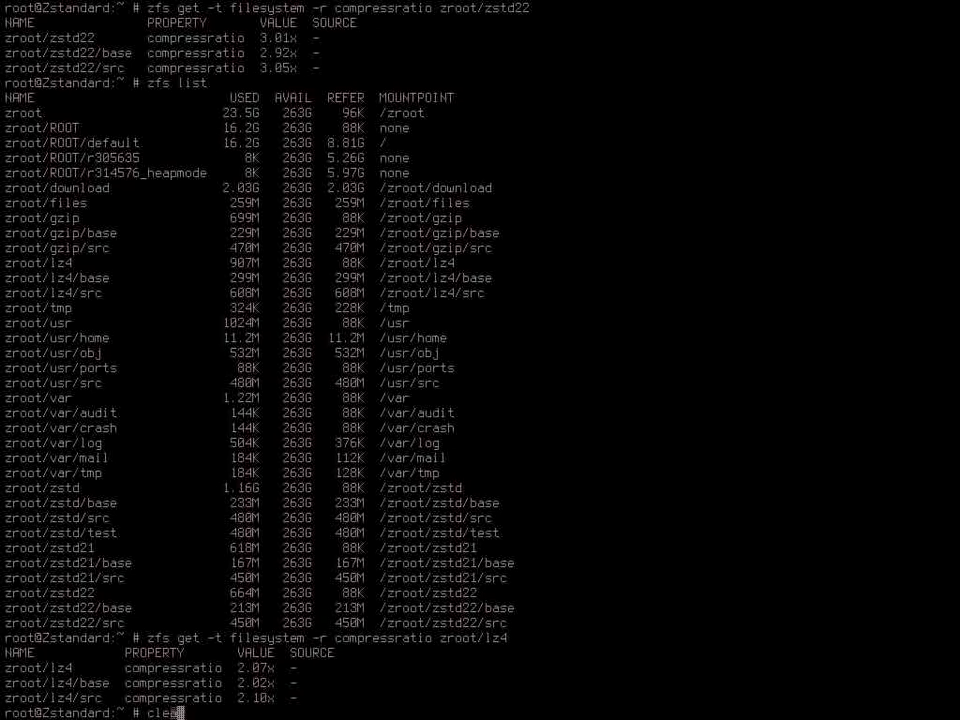 root@Zstandard:~ # zfs get -t filesystem -r compressratio zroot/zstd22
NAME PROPERTY VALUE SOURCE
zroot/zstd22 compressratio 3.01x -
zroot/zstd22/base compressratio 2.92x -
zroot/zstd22/src compressratio 3.05x -
root@Zstandard:~ # zfs list
NAME USED AVAIL REFER MOUNTPOINT
zroot 23.5G 263G 96K /zroot
zroot/ROOT 16.2G 263G 88K none
zroot/ROOT/default 16.2G 263G 8.81G /
zroot/ROOT/r305635 8K 263G 5.26G none
zroot/ROOT/r314576_heapmode 8K 263G 5.97G none
zroot/download 2.03G 263G 2.03G /zroot/download
zroot/files 259M 263G 259M /zroot/files
zroot/gzip 699M 263G 88K /zroot/gzip
zroot/gzip/base 229M 263G 229M /zroot/gzip/base
zroot/gzip/src 470M 263G 470M /zroot/gzip/src
zroot/lz4 907M 263G 88K /zroot/lz4
zroot/lz4/base 299M 263G 299M /zroot/lz4/base
zroot/lz4/src 608M 263G 608M /zroot/lz4/src
zroot/tmp 324K 263G 228K /tmp
zroot/usr 1024M 263G 88K /usr
zroot/usr/home 11.2M 263G 11.2M /usr/home
zroot/usr/obj 532M 263G 532M /usr/obj
zroot/usr/ports 88K 263G 88K /usr/ports
zroot/usr/src 480M 263G 480M /usr/src
zroot/var 1.22M 263G 88K /var
zroot/var/audit 144K 263G 88K /var/audit
zroot/var/crash 144K 263G 88K /var/crash
zroot/var/log 504K 263G 376K /var/log
zroot/var/mail 184K 263G 112K /var/mail
zroot/var/tmp 184K 263G 128K /var/tmp
zroot/zstd 1.16G 263G 88K /zroot/zstd
zroot/zstd/base 233M 263G 233M /zroot/zstd/base
zroot/zstd/src 480M 263G 480M /zroot/zstd/src
zroot/zstd/test 480M 263G 480M /zroot/zstd/test
zroot/zstd21 618M 263G 88K /zroot/zstd21
zroot/zstd21/base 167M 263G 167M /zroot/zstd21/base
zroot/zstd21/src 450M 263G 450M /zroot/zstd21/src
zroot/zstd22 664M 263G 88K /zroot/zstd22
zroot/zstd22/base 213M 263G 213M /zroot/zstd22/base
zroot/zstd22/src 450M 263G 450M /zroot/zstd22/src
root@Zstandard:~ # zfs get -t filesystem -r compressratio zroot/lz4
NAME PROPERTY VALUE SOURCE
zroot/lz4 compressratio 2.07x -
zroot/lz4/base compressratio 2.02x -
zroot/lz4/src compressratio 2.10x -
root@Zstandard:~ # clea